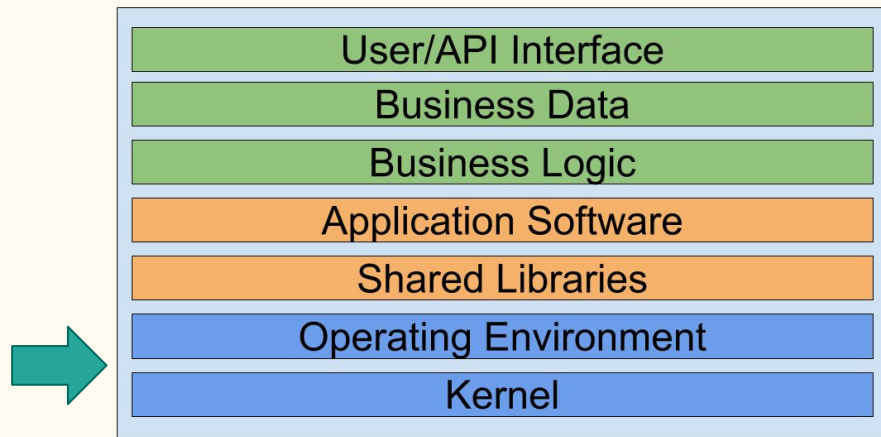 User/API Interface
Business Data
Business Logic
Application Software
Shared Libraries
Operating Environment
Kernel